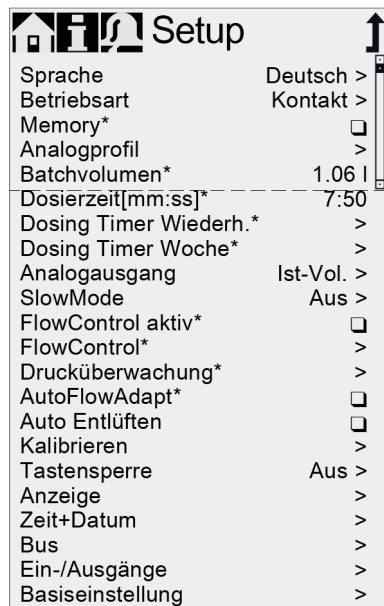 Setup
Sprache Deutsch >
Betriebsart Kontakt >
Memory* ❏
Analogprofil >
Batchvolumen* 1.06 l
Dosierzeit[mm:ss]* 7:50
Dosing Timer Wiederh.* >
Dosing Timer Woche* >
Analogausgang Ist-Vol. >
SlowMode Aus >
FlowControl aktiv* ❏
FlowControl* >
Drucküberwachung* >
AutoFlowAdapt* ❏
Auto Entlüften ❏
Kalibrieren >
Tastensperre Aus >
Anzeige >
Zeit+Datum >
Bus >
Ein-/Ausgänge >
Basiseinstellung >